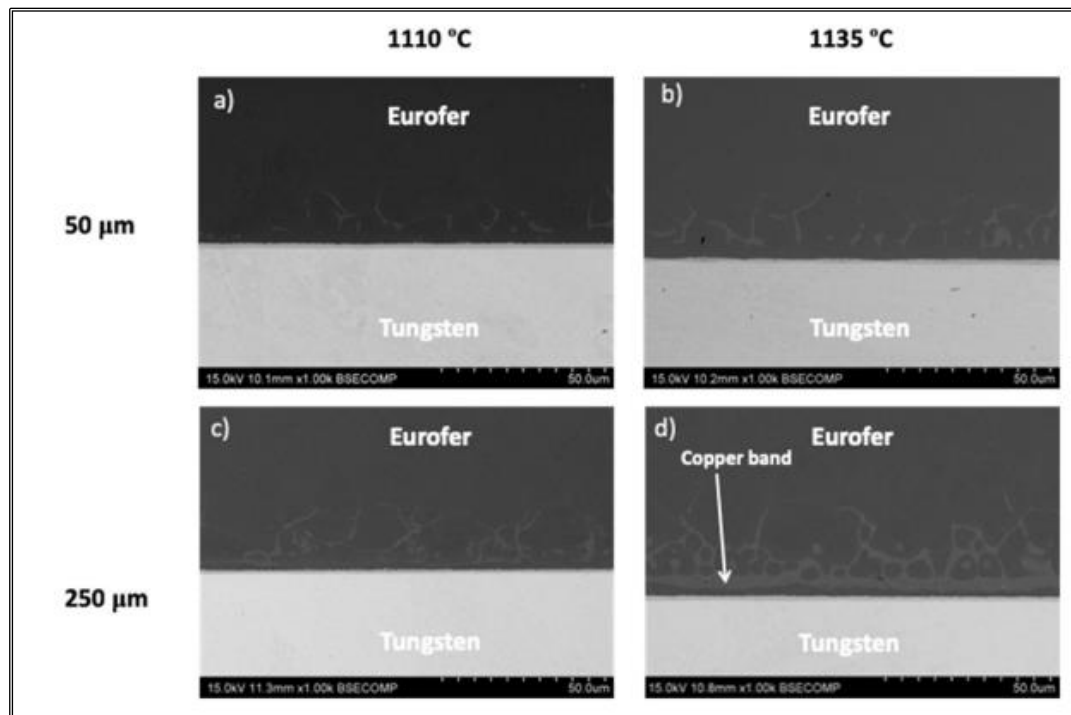 1110 °C
1135 °C
a)
Eurofer
b)
Eurofer
50 µm
Tungsten
Tungsten
15.0kV 10.1mm x1.00k BSECOMP 50.0um
15.0kV 10.2mm x1.00k BSECOMP 50.0um
c)
Eurofer
d)
Eurofer
Copper band
250 µm
Tungsten
Tungsten
15.0kV 11.3mm x1.00k BSECOMP 50.0um
15.0kV 10.8mm x1.00k BSECOMP 50.0um